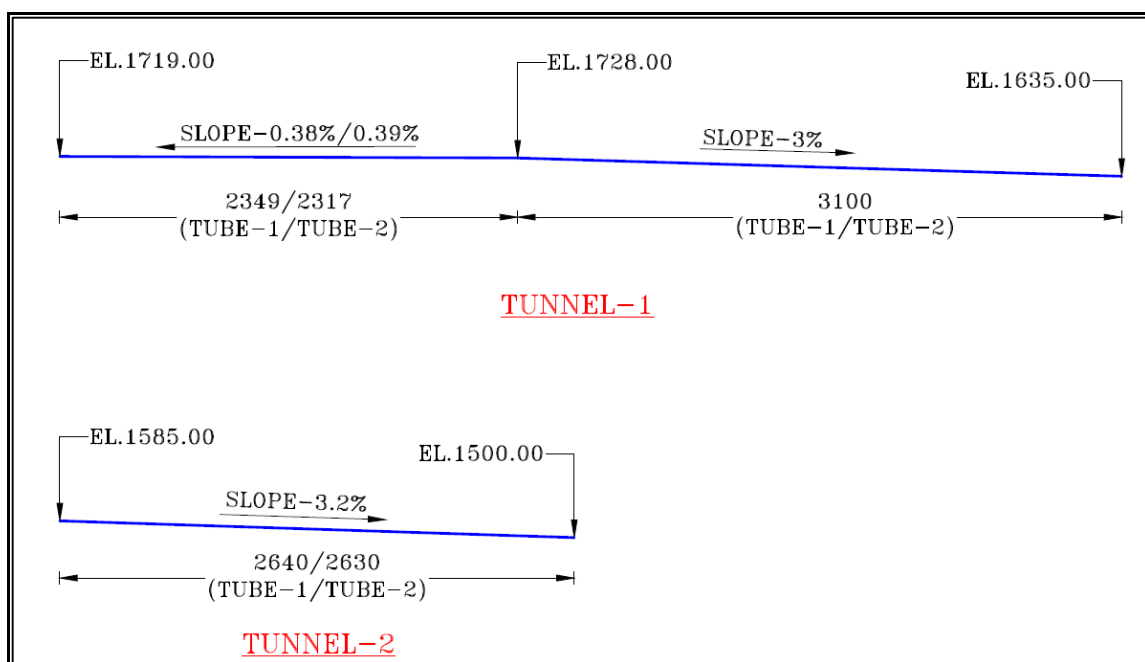 EL.1719.00
EL.1728.00
EL.1635.00
SLOPE-0.38%/0.39%
SLOPE-3%
2349/2317
(TUBE-1/TUBE-2)
3100
(TUBE-1/TUBE-2)
TUNNEL-1
EL.1585.00
EL.1500.00
SLOPE-3.2%
2640/2630
(TUBE-1/TUBE-2)
TUNNEL-2